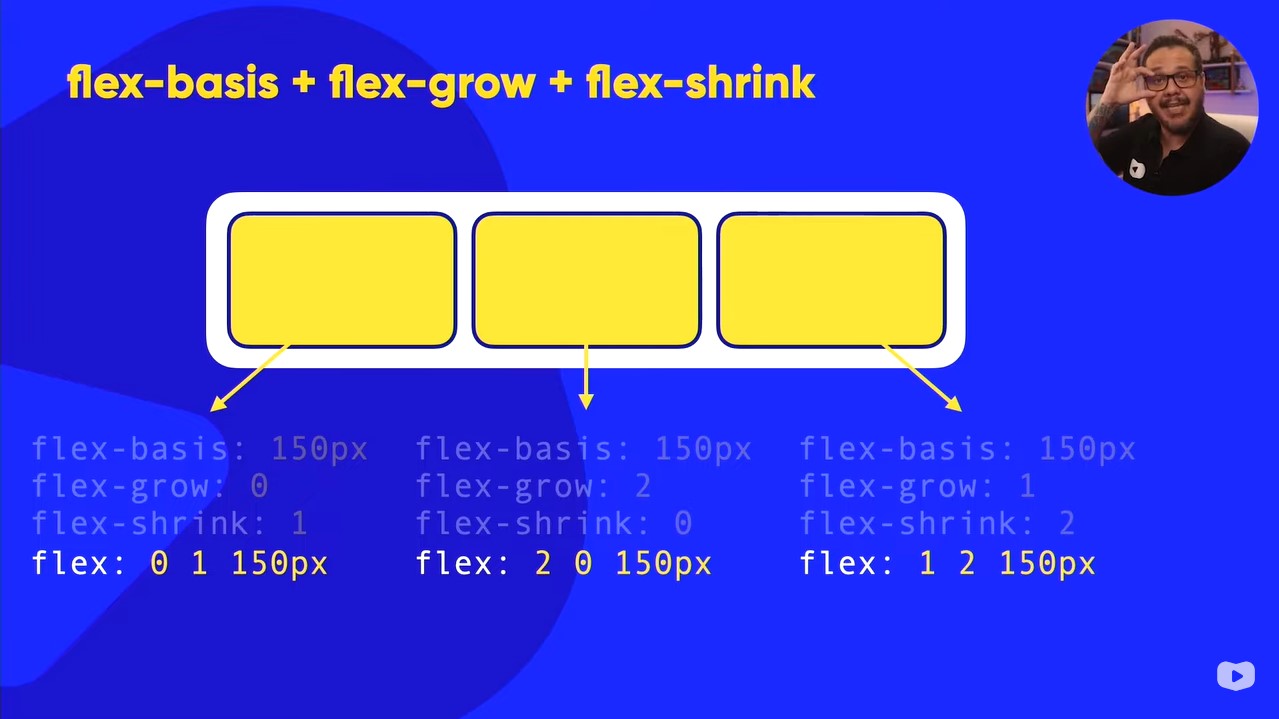 flex-basis + flex-grow + flex-shrink
flex-basis: 150px
flex-grow: 0
flex-shrink: 1
flex: 0 1 150px
flex-basis: 150px
flex-grow: 2
flex-shrink: 0
flex: 2 0 150px
flex-basis: 150px
flex-grow: 1
flex-shrink: 2
flex: 1 2 150px